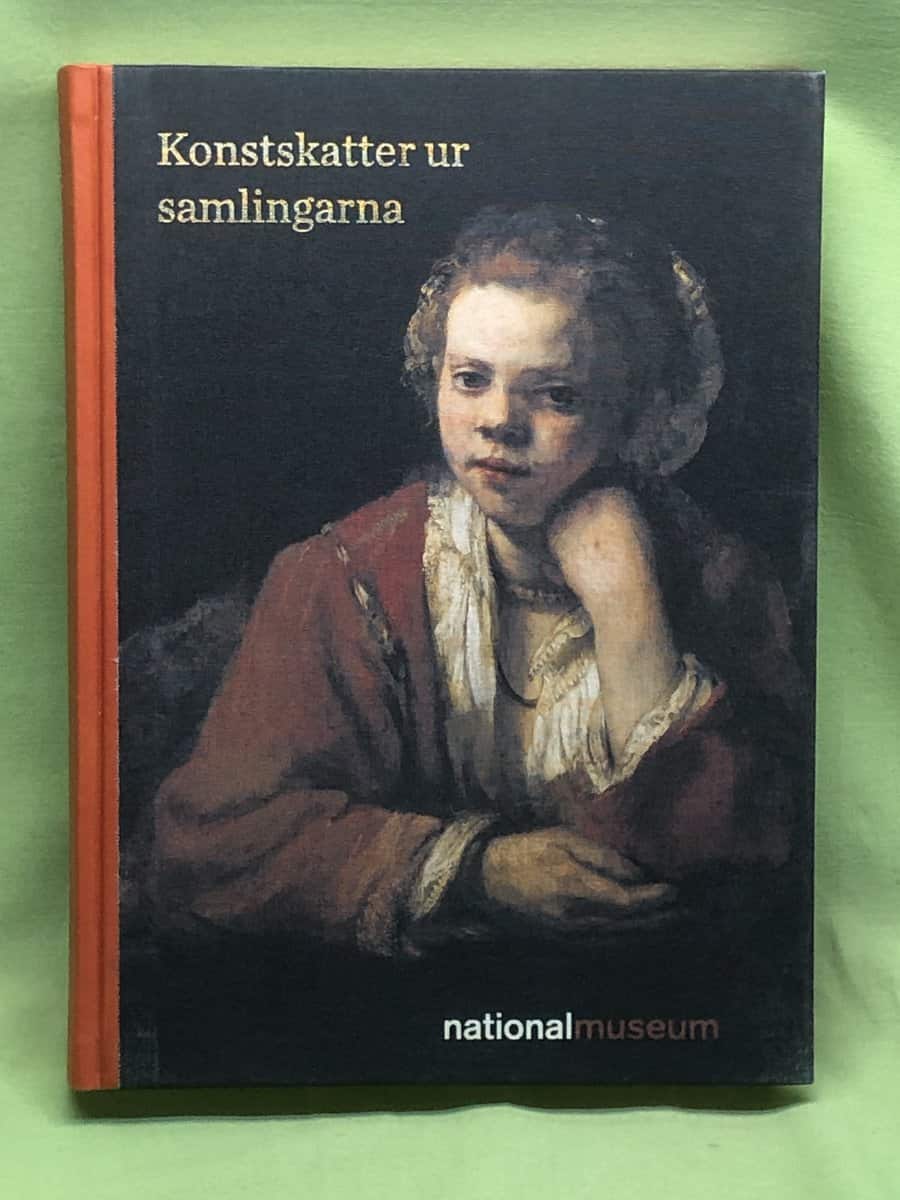 Konstskatter ur
samlingarna
nationalmuseum